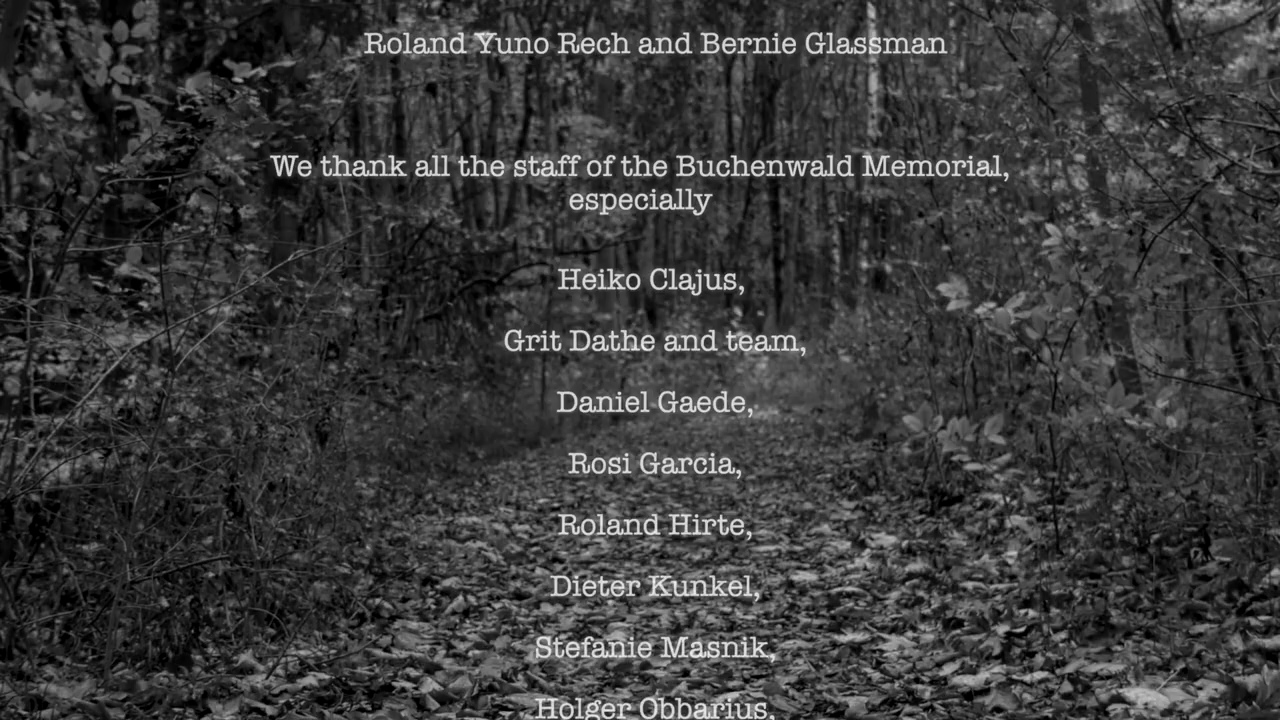 Roland Yuno Rech and Bernie Glassman
We thank all the staff of the Buchenwald Memorial,
especially
Heiko Clajus,
Grit Dathe and team,
Daniel Gaede,
Rosi Garcia,
Roland Hirte,
Dieter Kunkel,
Stefanie Masnik,
Holger Obbarius,